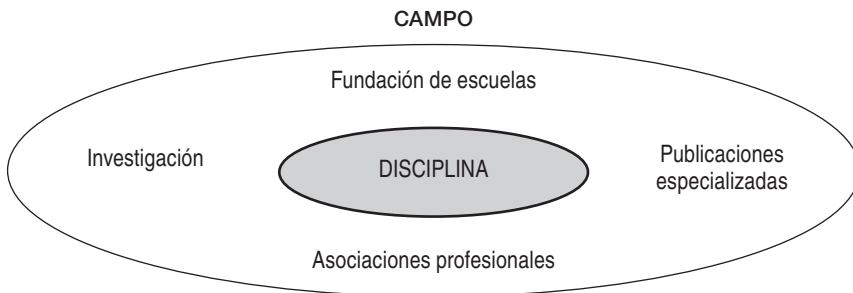 CAMPO
Fundación de escuelas
Investigación
DISCIPLINA
Publicaciones
especializadas
Asociaciones profesionales